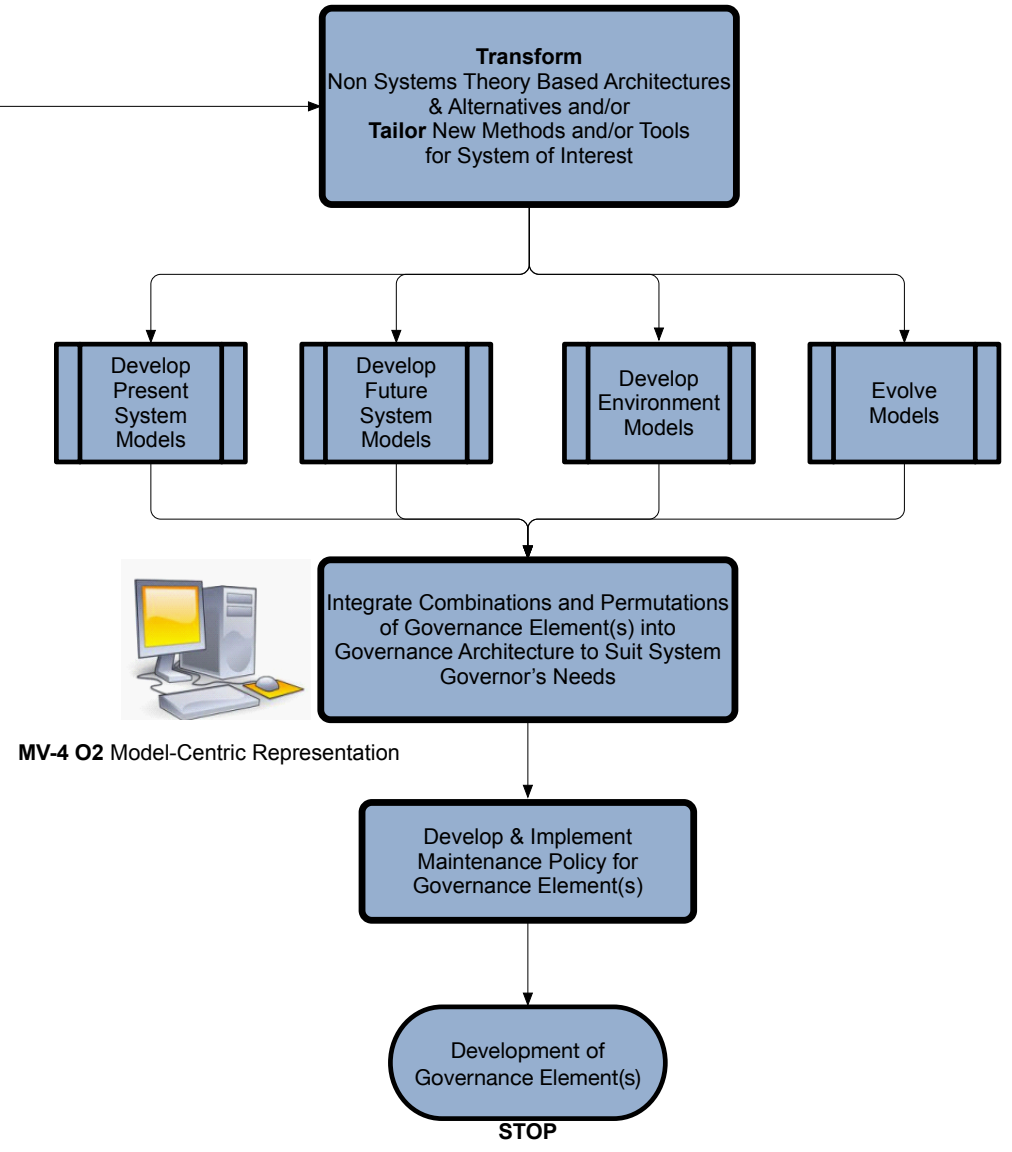 Transform
Non Systems Theory Based Architectures
& Alternatives and/or
Tailor New Methods and/or Tools
for System of Interest
Develop
Present
System
Models
Develop
Future
System
Models
Develop
Environment
Models
Evolve
Models
Integrate Combinations and Permutations
of Governance Element(s) into
Governance Architecture to Suit System
Governor's Needs
MV-4 O2 Model-Centric Representation
Develop & Implement
Maintenance Policy for
Governance Element(s)
Development of
Governance Element(s)
STOP